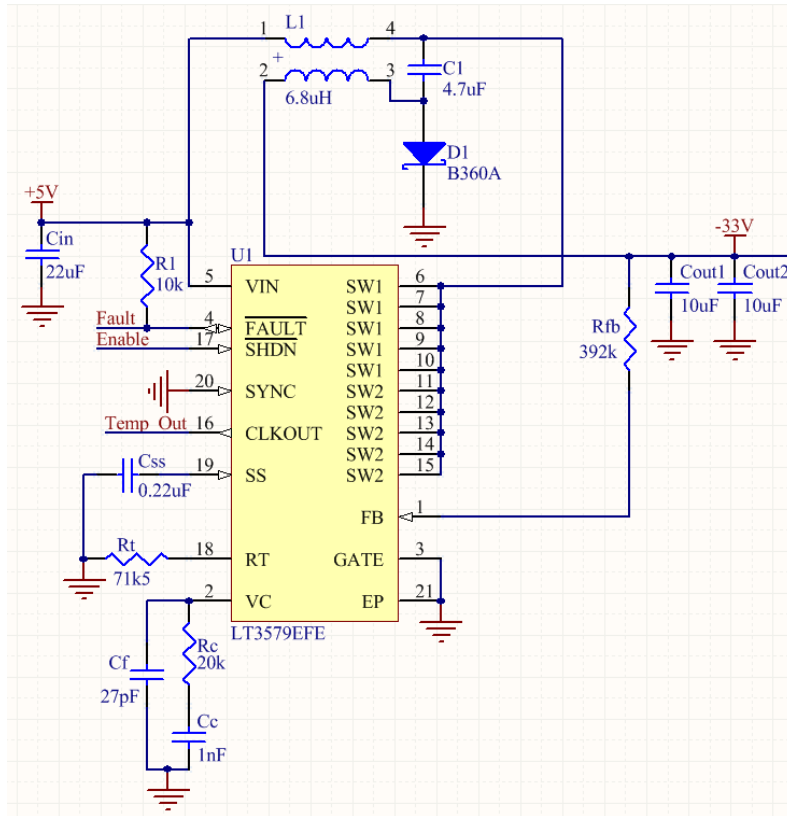 1 L1 4
2 + 3
6.8uH
C1
4.7uF
D1
B360A
+5V
Cin
22uF
R1
10k
U1
-33V
Cout1
10uF
Cout2
10uF
Rfb
392k
5 VIN
Fault 4 FAULT
Enable 17 SHDN
20 SYNC
Temp_Out 16 CLKOUT
Css
0.22uF
19 SS
Rt
71k5
18 RT
2 VC
SW1 6
SW1 7
SW1 8
SW1 9
SW1 10
SW2 11
SW2 12
SW2 13
SW2 14
SW2 15
FB 1
GATE 3
EP 21
LT3579EFE
Rc
20k
Cf
27pF
Cc
1nF